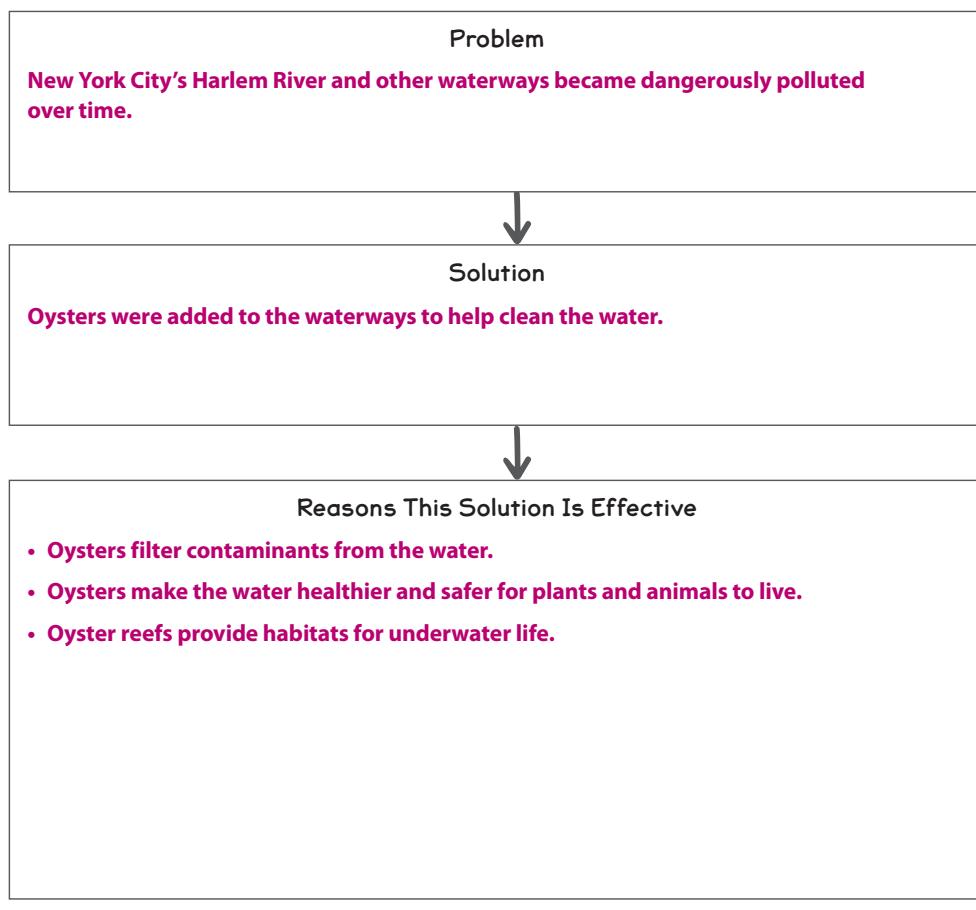 Problem
New York City’s Harlem River and other waterways became dangerously polluted
over time.
Solution
Oysters were added to the waterways to help clean the water.
Reasons This Solution Is Effective
• Oysters filter contaminants from the water.
• Oysters make the water healthier and safer for plants and animals to live.
• Oyster reefs provide habitats for underwater life.